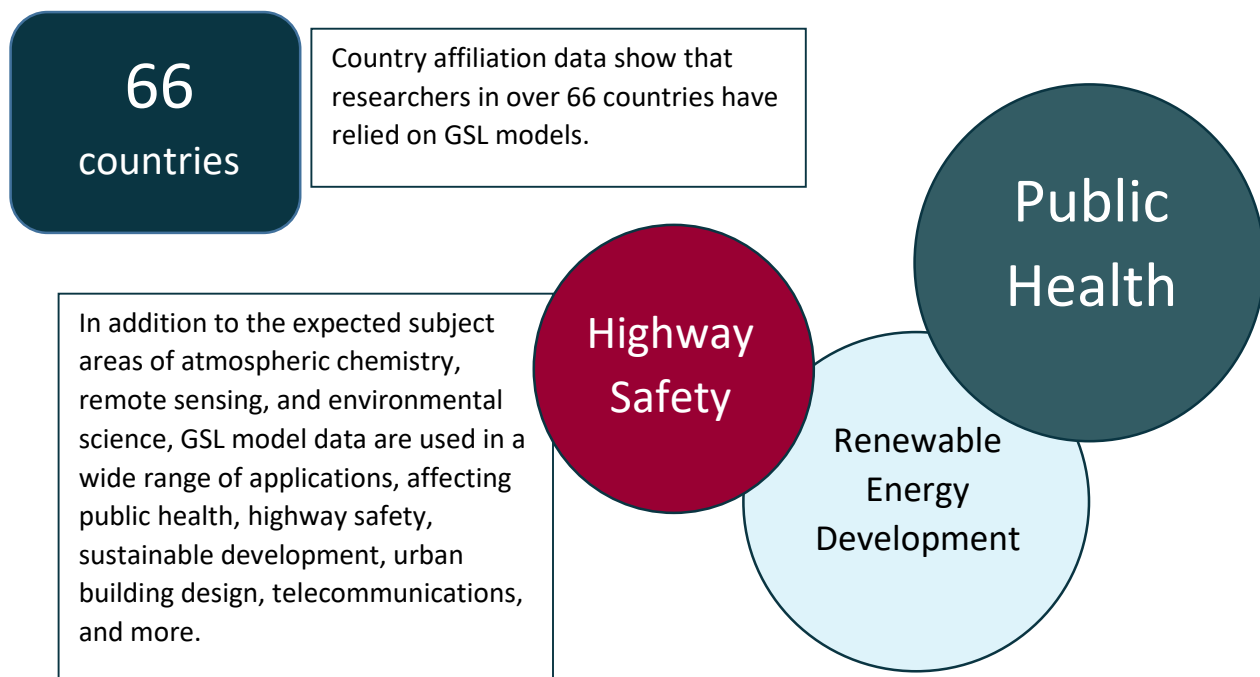 66
countries
Country affiliation data show that
researchers in over 66 countries have
relied on GSL models.
Public
Health
Highway
Safety
In addition to the expected subject
areas of atmospheric chemistry,
remote sensing, and environmental
science, GSL model data are used in a
wide range of applications, affecting
public health, highway safety,
sustainable development, urban
building design, telecommunications,
and more.
Renewable
Energy
Development